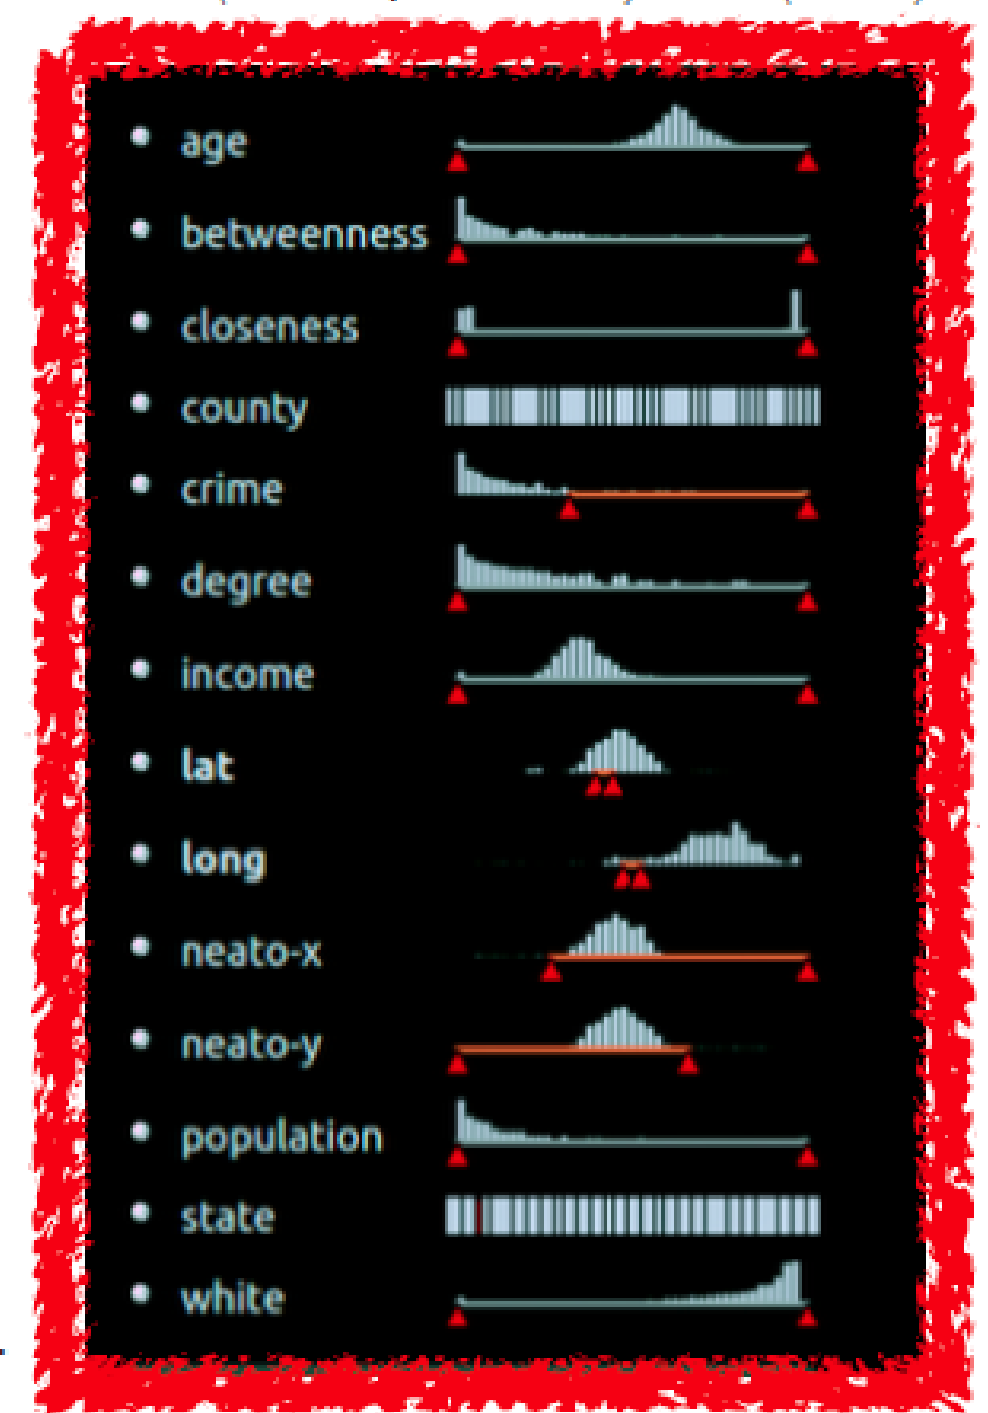 age
betweenness
closeness
county
crime
degree
income
lat
long
neato-x
neato-y
population
state
white